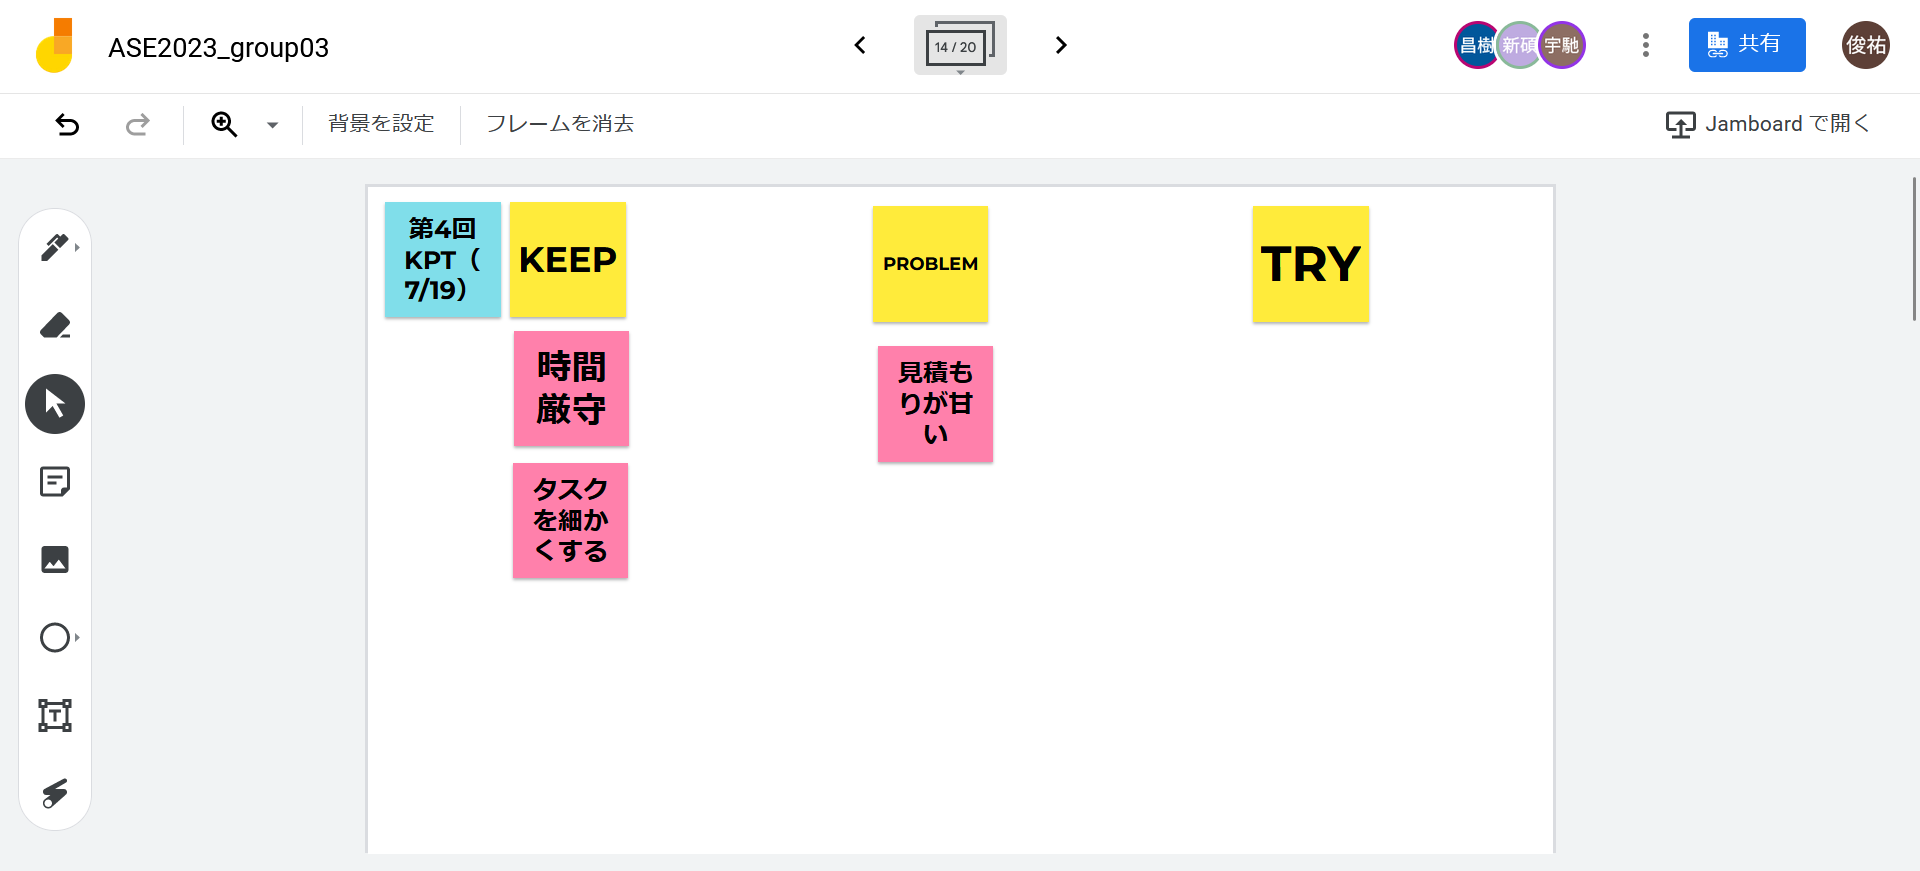 ASE2023_group03
14 / 20
昌樹
新碩
宇馳
共有
俊祐
背景を設定
フレームを消去
Jamboard で開く
第4回
KPT（
7/19）
KEEP
PROBLEM
TRY
時間
厳守
見積も
りが甘
い
タスク
を細か
くする
T